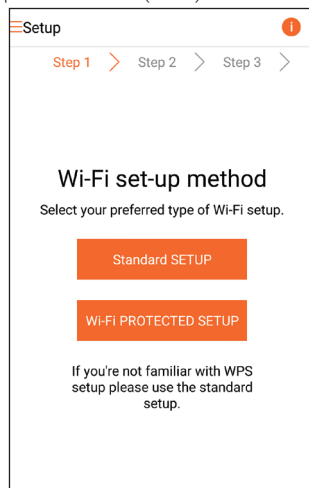 Setup
i
Step 1 Step 2 Step 3
Wi-Fi set-up method
Select your preferred type of Wi-Fi setup.
Standard SETUP
Wi-Fi PROTECTED SETUP
If you're not familiar with WPS
setup please use the standard
setup.